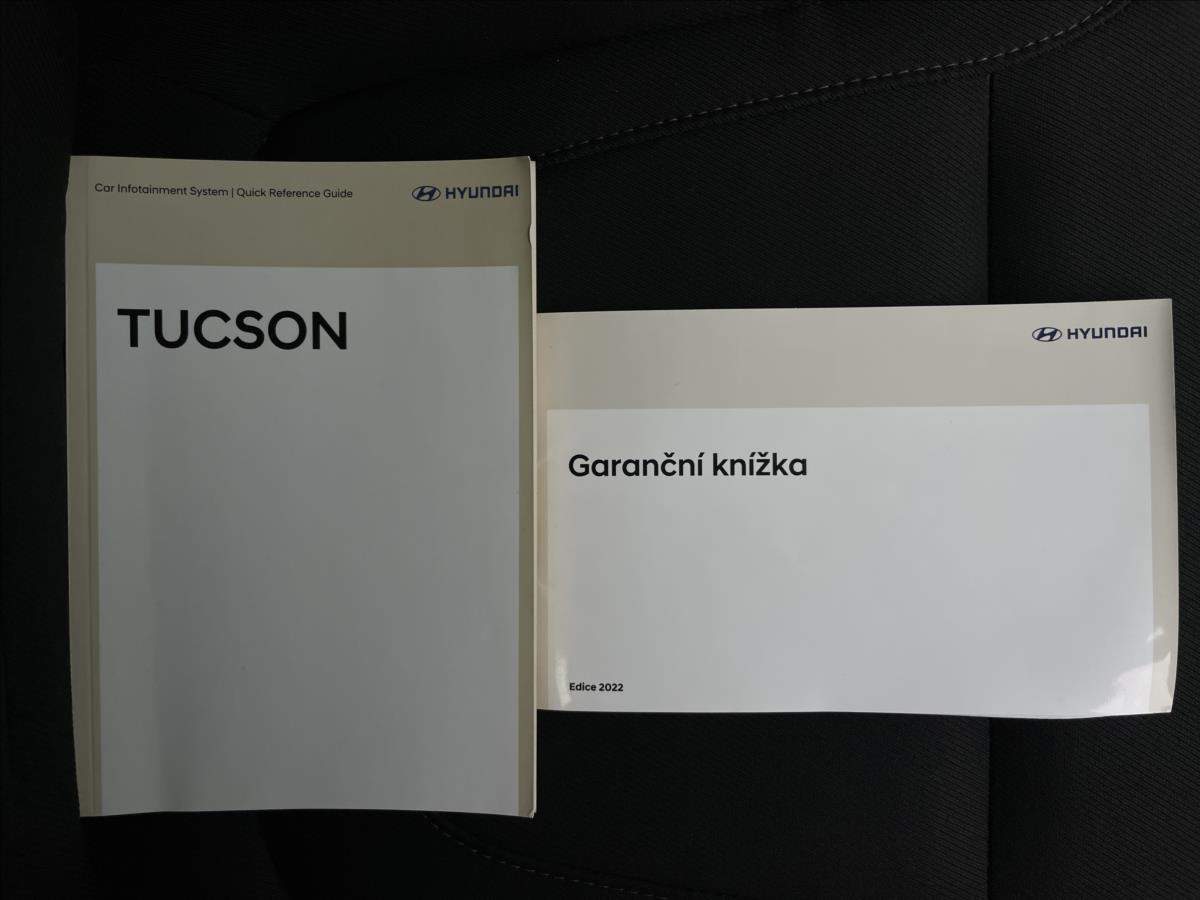 Car Infotainment System | Quick Reference Guide
HYUNDAI
TUCSON
HYUNDAI
Garanční knížka
Edice 2022